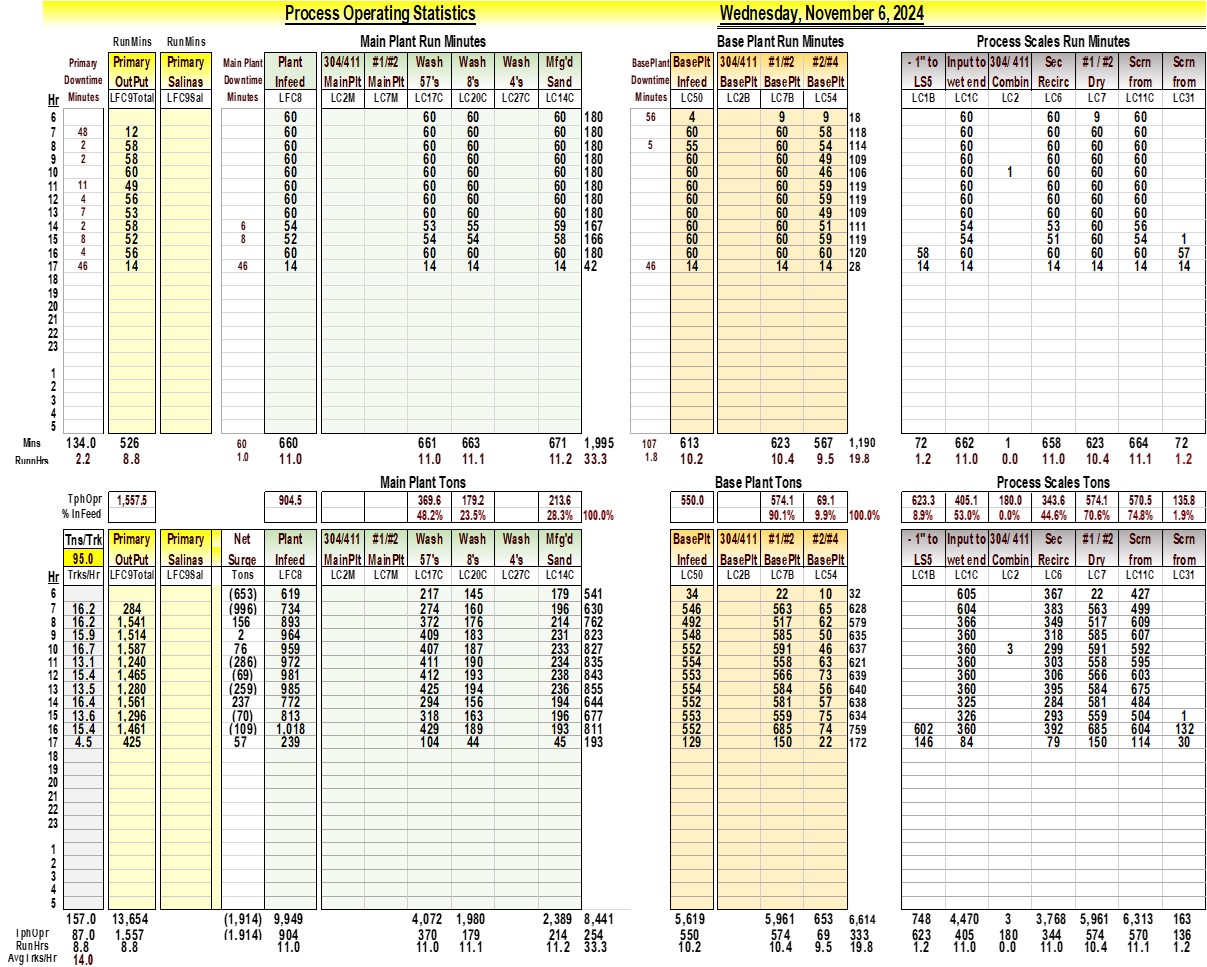 Process Operating Statistics Wednesday, November 6, 2024
RunMins RunMins Main Plant Run Minutes Base Plant Run Minutes Process Scales Run Minutes
Primary Primary Primary Main Plant Plant 304/411 #1/#2 Wash Wash Wash Mfg'd BasePlant BasePlt 304/411 #1/#2 #2/#4 - 1" to Input to 304/ 411 Sec #1 / #2 Scrn Scrn
Downtime OutPut Salinas Downtime Infeed MainPlt MainPlt 57's 8's 4's Sand Downtime Infeed BasePlt BasePlt BasePlt LS5 wet end Combin Recirc Dry from from
Hr Minutes LFC9Total LFC9Sal Minutes LFC8 LC2M LC7M LC17C LC20C LC27C LC14C Minutes LC50 LC2B LC7B LC54 LC1B LC1C LC2 LC6 LC7 LC11C LC31
6 60 60 60 60 180 56 4 9 9 18 60 60 9 60
7 48 12 60 60 60 60 180 60 60 58 118 60 60 60 60
8 2 58 60 60 60 60 180 5 55 60 54 114 60 60 60 60
9 2 58 60 60 60 60 180 60 60 49 109 60 60 60 60
10 60 60 60 60 60 180 60 60 46 106 60 1 60 60 60
11 11 49 60 60 60 60 180 60 60 59 119 60 60 60 60
12 4 56 60 60 60 60 180 60 60 59 119 60 60 60 60
13 7 53 60 60 60 60 180 60 60 49 109 60 60 60 60
14 2 58 6 54 53 55 59 167 60 60 51 111 54 53 60 56
15 8 52 8 52 54 54 58 166 60 60 59 119 54 51 60 54 1
16 4 56 60 60 60 60 180 60 60 60 120 58 60 60 60 60 57
17 46 14 46 14 14 14 14 42 46 14 14 14 28 14 14 14 14 14 14
18
19
20
21
22
23
1
2
3
4
5
Mins 134.0 526 60 660 661 663 671 1,995 107 613 623 567 1,190 72 662 1 658 623 664 72
RunnHrs 2.2 8.8 1.0 11.0 11.0 11.1 11.2 33.3 1.8 10.2 10.4 9.5 19.8 1.2 11.0 0.0 11.0 10.4 11.1 1.2
Main Plant Tons Base Plant Tons Process Scales Tons
TphOpr 1,557.5 904.5 369.6 179.2 213.6 550.0 574.1 69.1 623.3 405.1 180.0 343.6 574.1 570.5 135.8
% InFeed 48.2% 23.5% 28.3% 100.0% 90.1% 9.9% 100.0% 8.9% 53.0% 0.0% 44.6% 70.6% 74.8% 1.9%
Tns/Trk Primary Primary Net Plant 304/411 #1/#2 Wash Wash Wash Mfg'd BasePlt 304/411 #1/#2 #2/#4 - 1" to Input to 304/ 411 Sec #1 / #2 Scrn Scrn
95.0 OutPut Salinas Surge Infeed MainPlt MainPlt 57's 8's 4's Sand Infeed BasePlt BasePlt BasePlt LS5 wet end Combin Recirc Dry from from
Hr Trks/Hr LFC9Total LFC9Sal Tons LFC8 LC2M LC7M LC17C LC20C LC27C LC14C LC50 LC2B LC7B LC54 LC1B LC1C LC2 LC6 LC7 LC11C LC31
6 (653) 619 217 145 179 541 34 22 10 32 605 367 22 427
7 16.2 284 (996) 734 274 160 196 630 546 563 65 628 604 383 563 499
8 16.2 1,541 156 893 372 176 214 762 492 517 62 579 366 349 517 609
9 15.9 1,514 2 964 409 183 231 823 548 585 50 635 360 318 585 607
10 16.7 1,587 76 959 407 187 233 827 552 591 46 637 360 3 299 591 592
11 13.1 1,240 (286) 972 411 190 234 835 554 558 63 621 360 303 558 595
12 15.4 1,465 (69) 981 412 193 238 843 553 566 73 639 360 306 566 603
13 13.5 1,280 (259) 985 425 194 236 855 554 584 56 640 360 395 584 675
14 16.4 1,561 237 772 294 156 194 644 552 581 57 638 325 284 581 484
15 13.6 1,296 (70) 813 318 163 196 677 553 559 75 634 326 293 559 504 1
16 15.4 1,461 (109) 1,018 429 189 193 811 552 685 74 759 602 360 392 685 604 132
17 4.5 425 57 239 104 44 45 193 129 150 22 172 146 84 79 150 114 30
18
19
20
21
22
23
1
2
3
4
5
157.0 13,654 (1,914) 9,949 4,072 1,980 2,389 8,441 5,619 5,961 653 6,614 748 4,470 3 3,768 5,961 6,313 163
TphOpr 87.0 1,557 (1,914) 904 370 179 214 254 550 574 69 333 623 405 180 344 574 570 136
RunHrs 8.8 8.8 11.0 11.0 11.1 11.2 33.3 10.2 10.4 9.5 19.8 1.2 11.0 0.0 11.0 10.4 11.1 1.2
AvgTrks/Hr 14.0